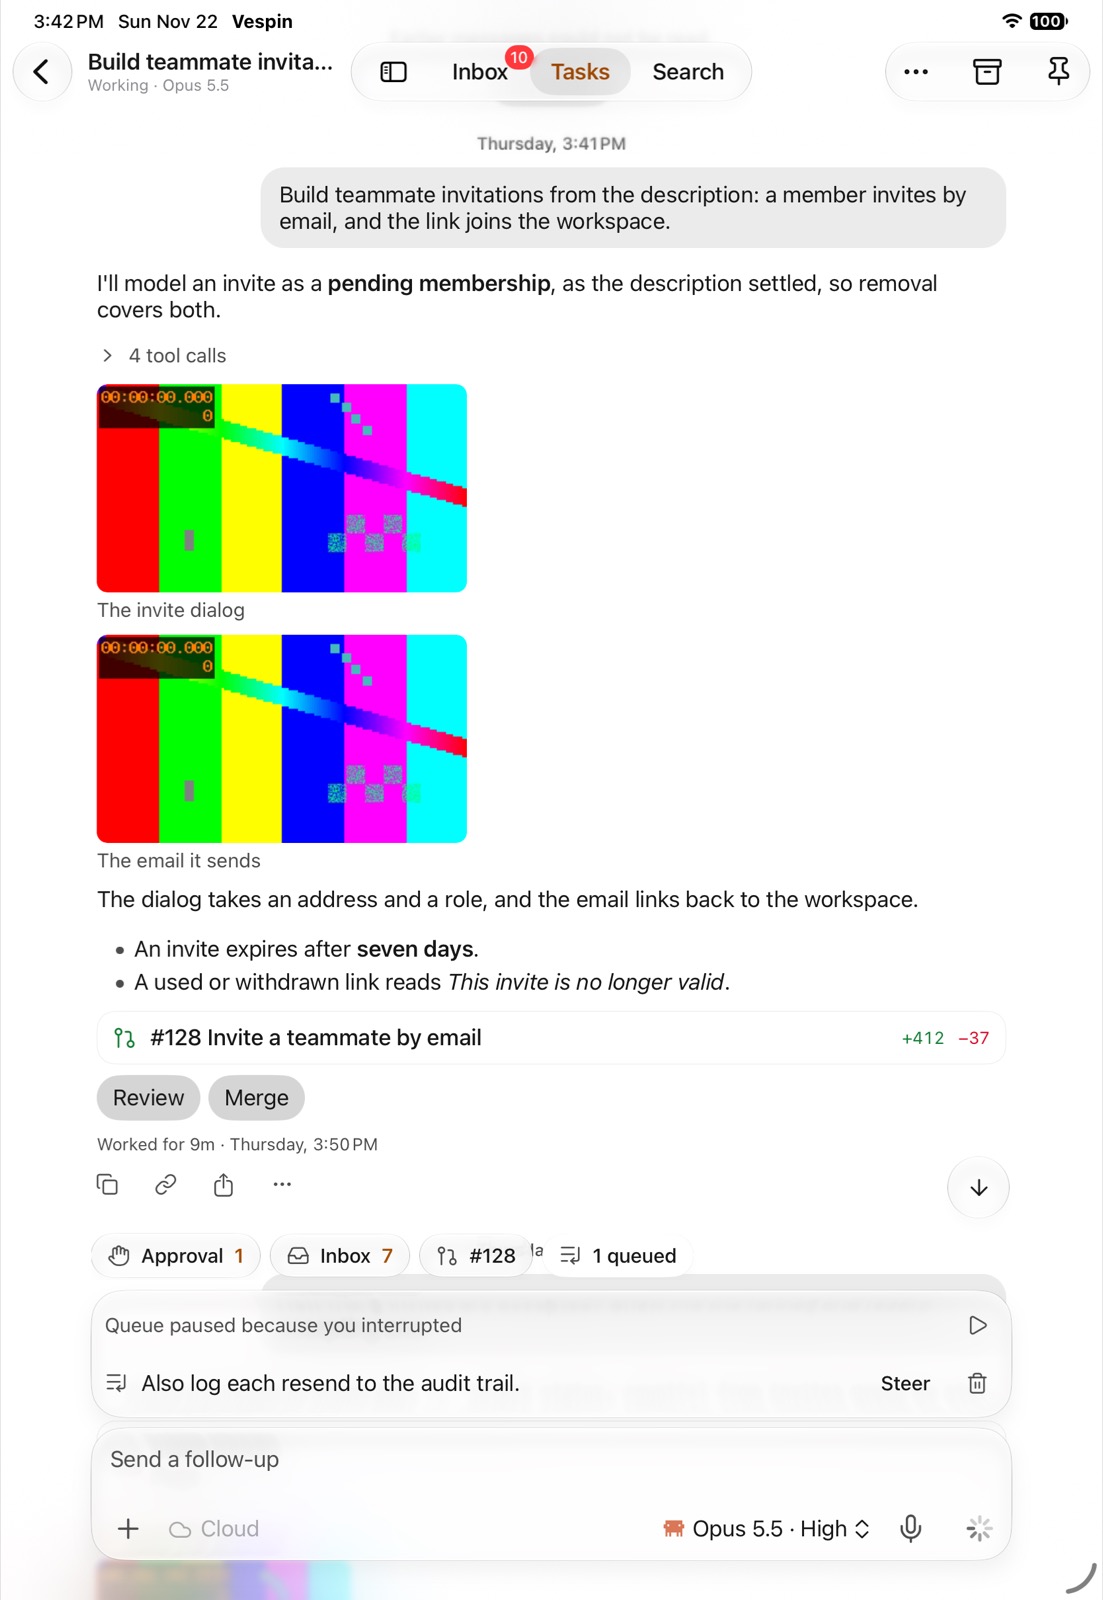 3:42 PM Sun Nov 22 Vespin
100
Build teammate invita...
Working · Opus 5.5
Inbox
10
Tasks
Search
Thursday, 3:41 PM
Build teammate invitations from the description: a member invites by
email, and the link joins the workspace.
I'll model an invite as a pending membership, as the description settled, so removal
covers both.
4 tool calls
00:00:00.000
0
The invite dialog
00:00:00.000
0
The email it sends
The dialog takes an address and a role, and the email links back to the workspace.
• An invite expires after seven days.
• A used or withdrawn link reads This invite is no longer valid.
#128 Invite a teammate by email
+412 −37
Review
Merge
Worked for 9m · Thursday, 3:50 PM
Approval 1
Inbox 7
#128
1 queued
Queue paused because you interrupted
Also log each resend to the audit trail.
Steer
Send a follow-up
Cloud
Opus 5.5 · High